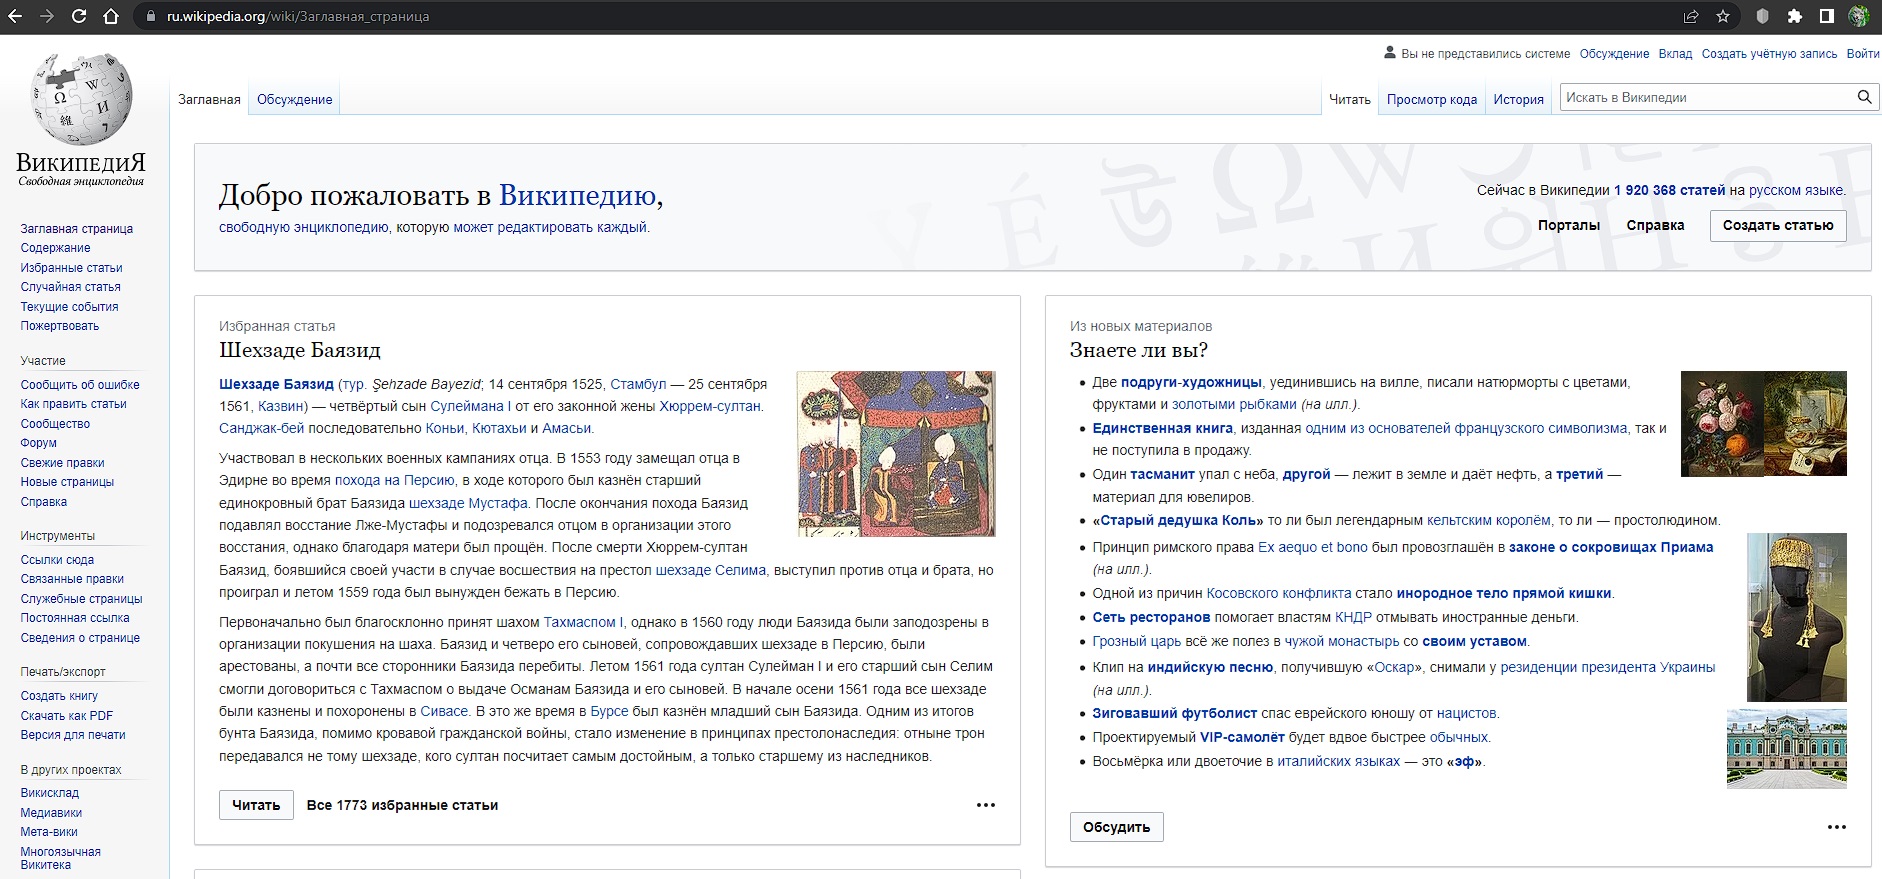 ru.wikipedia.org/wiki/Заглавная_страница
Вы не представились системе Обсуждение Вклад Создать учётную запись Войти
Заглавная Обсуждение
Читать Просмотр кода История Искать в Википедии
ВИКИПЕДИЯ
Свободная энциклопедия
Заглавная страница
Содержание
Избранные статьи
Случайная статья
Текущие события
Пожертвовать
Участие
Сообщить об ошибке
Как править статьи
Сообщество
Форум
Свежие правки
Новые страницы
Справка
Инструменты
Ссылки сюда
Связанные правки
Служебные страницы
Постоянная ссылка
Сведения о странице
Печать/экспорт
Создать книгу
Скачать как PDF
Версия для печати
В других проектах
Викисклад
Медиавики
Мета-вики
Многоязычная
Викитека
Добро пожаловать в Википедию,
свободную энциклопедию, которую может редактировать каждый.
Сейчас в Википедии 1 920 368 статей на русском языке.
Порталы Справка Создать статью
Избранная статья
Шехзаде Баязид
Шехзаде Баязид (тур. Şehzade Bayezid; 14 сентября 1525, Стамбул — 25 сентября
1561, Казвин) — четвёртый сын Сулеймана I от его законной жены Хюррем-султан.
Санджак-бей последовательно Коньи, Кютахьи и Амасьи.
Участвовал в нескольких военных кампаниях отца. В 1553 году замещал отца в
Эдирне во время похода на Персию, в ходе которого был казнён старший
единокровный брат Баязида шехзаде Мустафа. После окончания похода Баязид
подавлял восстание Лже-Мустафы и подозревался отцом в организации этого
восстания, однако благодаря матери был прощён. После смерти Хюррем-султан
Баязид, боявшийся своей участи в случае восшествия на престол шехзаде Селима, выступил против отца и брата, но
проиграл и летом 1559 года был вынужден бежать в Персию.
Первоначально был благосклонно принят шахом Тахмаспом I, однако в 1560 году люди Баязида были заподозрены в
организации покушения на шаха. Баязид и четверо его сыновей, сопровождавших шехзаде в Персию, были
арестованы, а почти все сторонники Баязида перебиты. Летом 1561 года султан Сулейман I и его старший сын Селим
смогли договориться с Тахмаспом о выдаче Османам Баязида и его сыновей. В начале осени 1561 года все шехзаде
были казнены и похоронены в Сивасе. В это же время в Бурсе был казнён младший сын Баязида. Одним из итогов
бунта Баязида, помимо кровавой гражданской войны, стало изменение в принципах престолонаследия: отныне трон
передавался не тому шехзаде, кого султан посчитает самым достойным, а только старшему из наследников.
Читать Все 1773 избранные статьи
Из новых материалов
Знаете ли вы?
Две подруги-художницы, уединившись на вилле, писали натюрморты с цветами,
фруктами и золотыми рыбками (на илл.).
Единственная книга, изданная одним из основателей французского символизма, так и
не поступила в продажу.
Один тасманит упал с неба, другой — лежит в земле и даёт нефть, а третий —
материал для ювелиров.
«Старый дедушка Коль» то ли был легендарным кельтским королём, то ли — простолюдином.
Принцип римского права Ex aequo et bono был провозглашён в законе о сокровищах Приама
(на илл.).
Одной из причин Косовского конфликта стало инородное тело прямой кишки.
Сеть ресторанов помогает властям КНДР отмывать иностранные деньги.
Грозный царь всё же полез в чужой монастырь со своим уставом.
Клип на индийскую песню, получившую «Оскар», снимали у резиденции президента Украины
(на илл.).
Зиговавший футболист спас еврейского юношу от нацистов.
Проектируемый VIP-самолёт будет вдвое быстрее обычных.
Восьмёрка или двоеточие в италийских языках — это «эф».
Обсудить